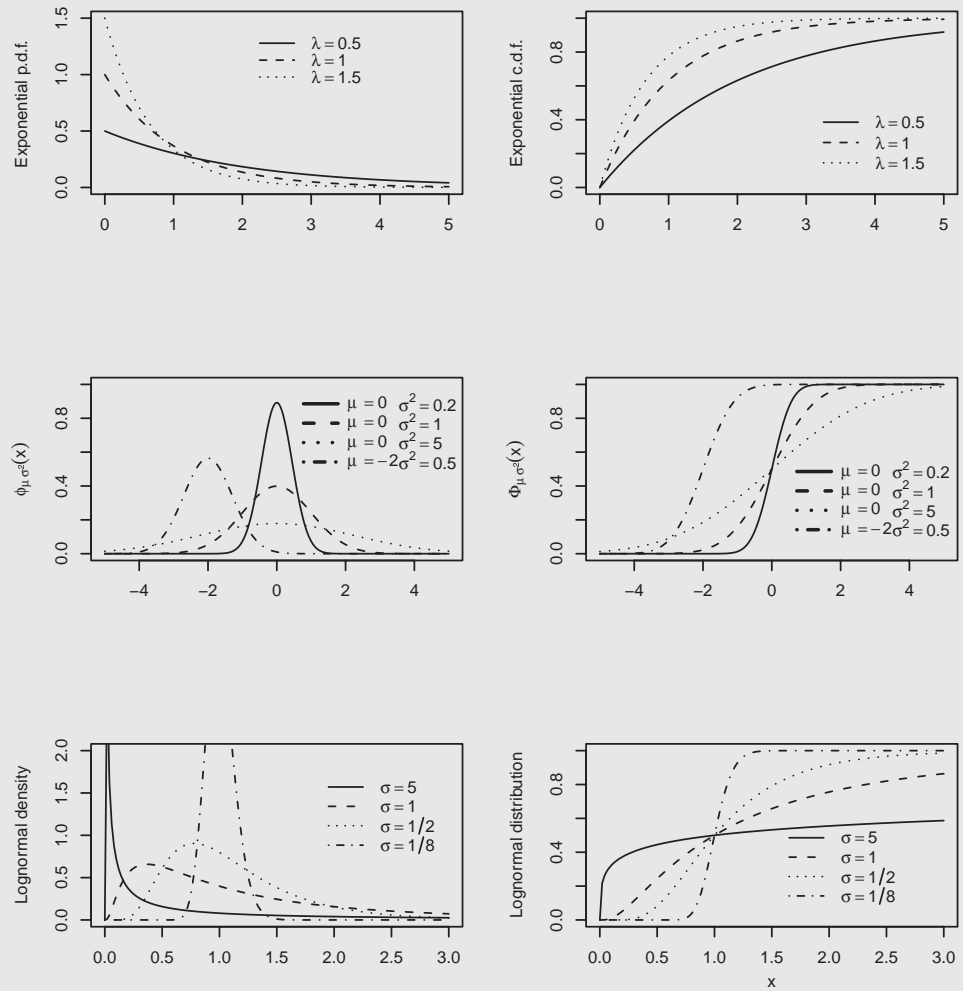 Exponential p.d.f.
0.0 0.5 1.0 1.5
λ = 0.5
λ = 1
λ = 1.5
0 1 2 3 4 5
Exponential c.d.f.
0.0 0.4 0.8
λ = 0.5
λ = 1
λ = 1.5
0 1 2 3 4 5
ϕμ σ²(x)
0.0 0.4 0.8
μ = 0 σ² = 0.2
μ = 0 σ² = 1
μ = 0 σ² = 5
μ = −2σ² = 0.5
−4 −2 0 2 4
Φμ σ²(x)
0.0 0.4 0.8
μ = 0 σ² = 0.2
μ = 0 σ² = 1
μ = 0 σ² = 5
μ = −2σ² = 0.5
−4 −2 0 2 4
Lognormal density
0.0 0.5 1.0 1.5 2.0
σ = 5
σ = 1
σ = 1/2
σ = 1/8
0.0 0.5 1.0 1.5 2.0 2.5 3.0
Lognormal distribution
0.0 0.4 0.8
σ = 5
σ = 1
σ = 1/2
σ = 1/8
0.0 0.5 1.0 1.5 2.0 2.5 3.0
x